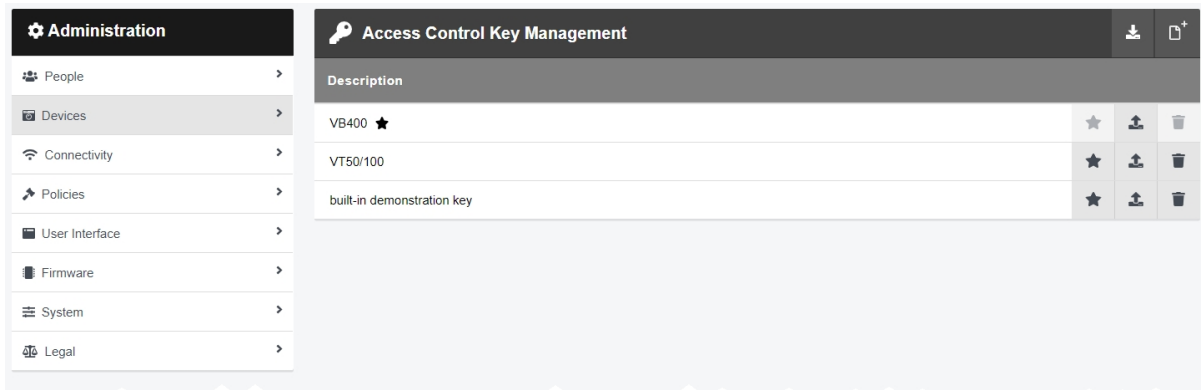 Administration
People
Devices
Connectivity
Policies
User Interface
Firmware
System
Legal
Access Control Key Management
Description
VB400
VT50/100
built-in demonstration key